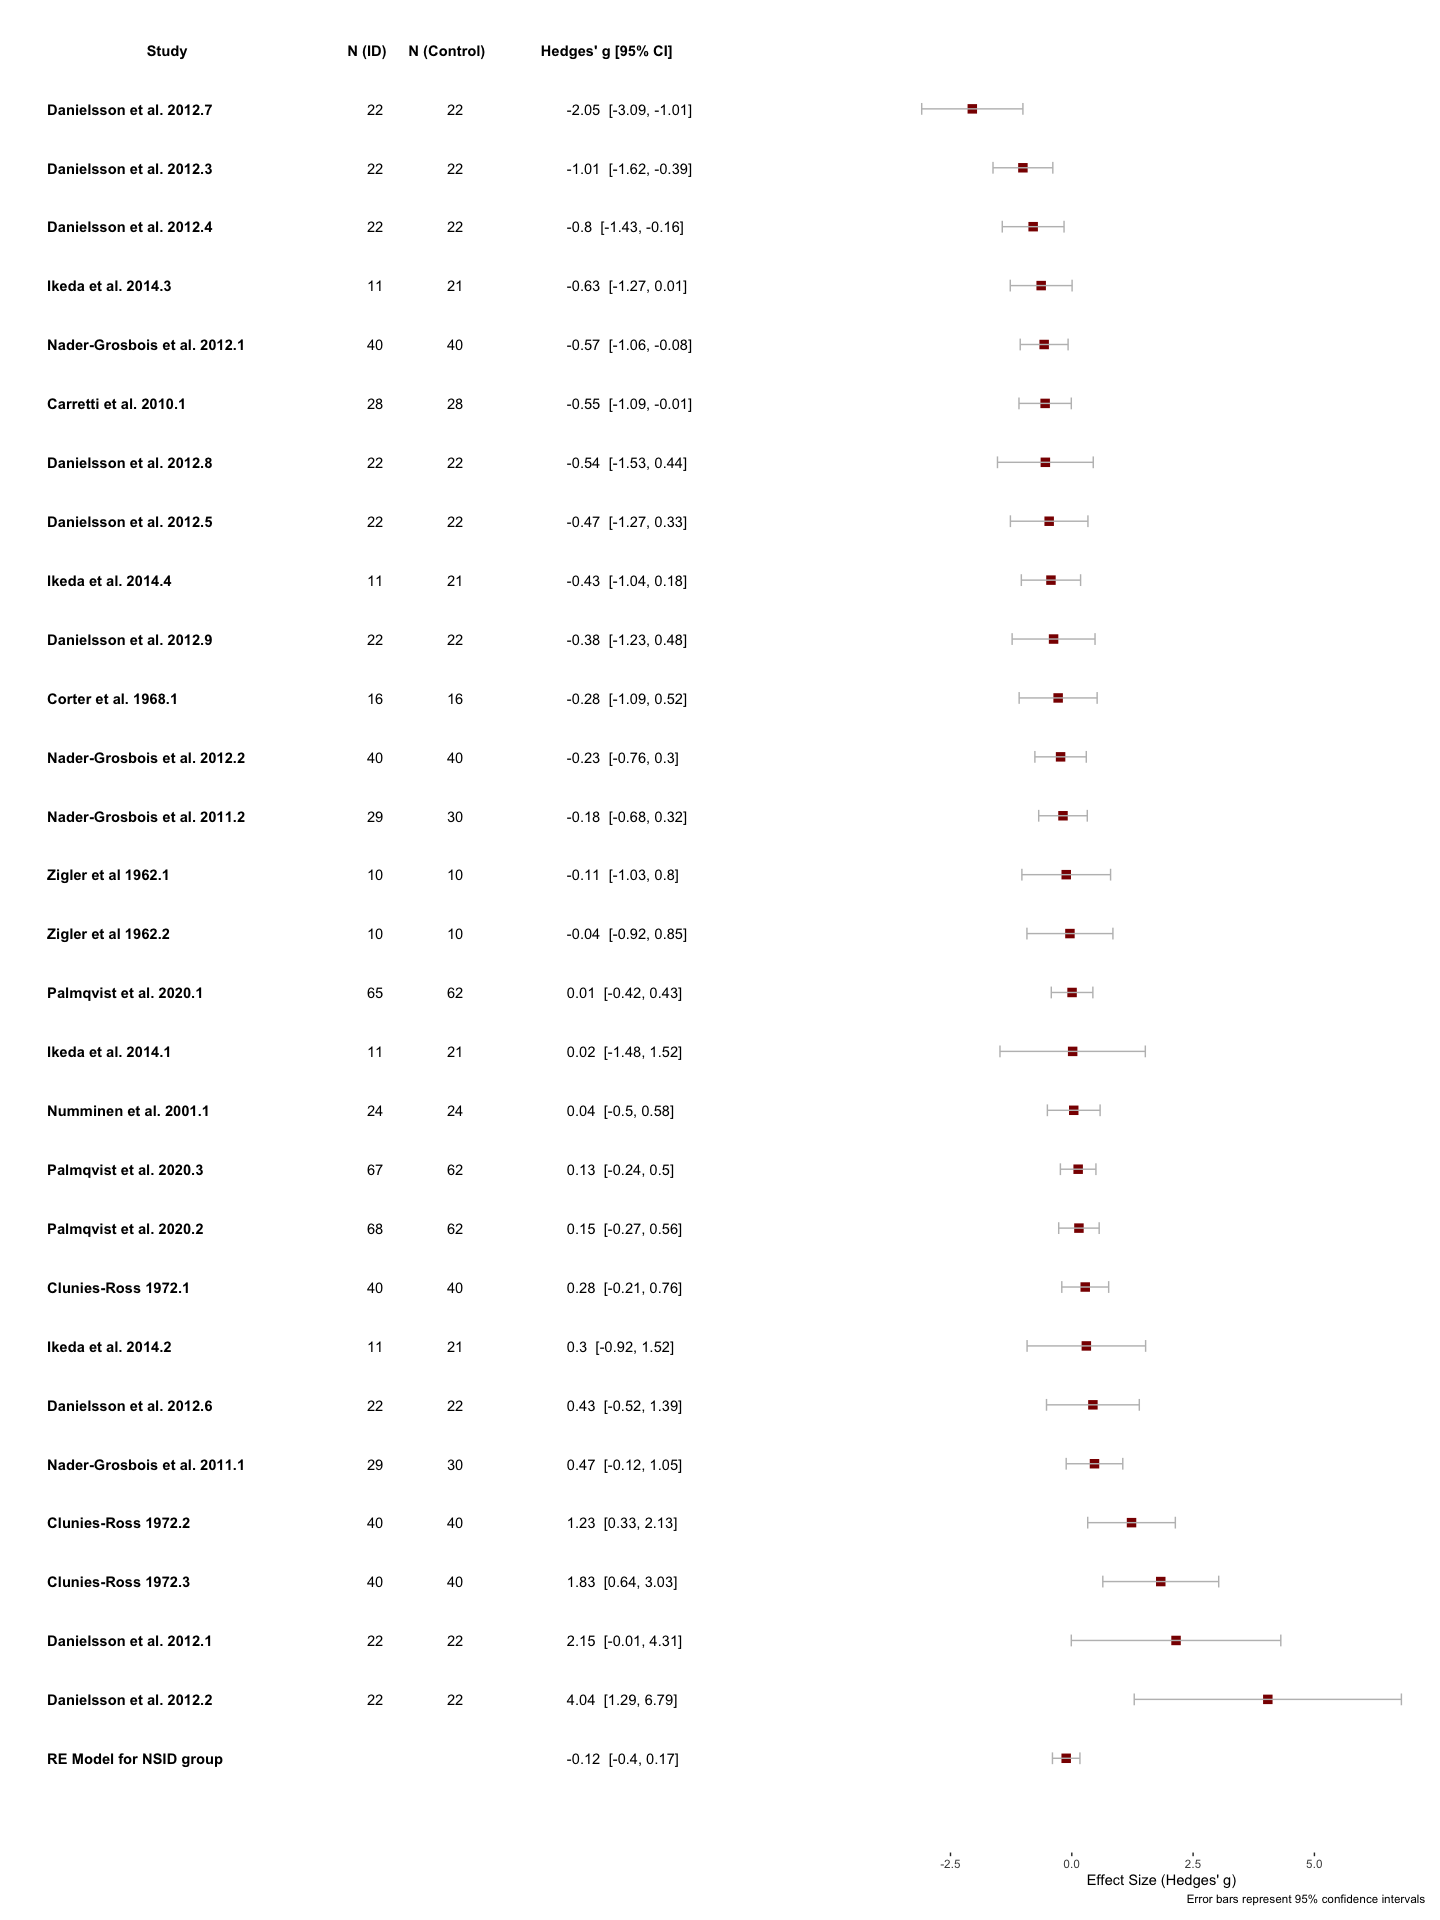 Study N (ID) N (Control) Hedges' g [95% CI]
Danielsson et al. 2012.7 22 22 -2.05 [-3.09, -1.01]
Danielsson et al. 2012.3 22 22 -1.01 [-1.62, -0.39]
Danielsson et al. 2012.4 22 22 -0.8 [-1.43, -0.16]
Ikeda et al. 2014.3 11 21 -0.63 [-1.27, 0.01]
Nader-Grosbois et al. 2012.1 40 40 -0.57 [-1.06, -0.08]
Carretti et al. 2010.1 28 28 -0.55 [-1.09, -0.01]
Danielsson et al. 2012.8 22 22 -0.54 [-1.53, 0.44]
Danielsson et al. 2012.5 22 22 -0.47 [-1.27, 0.33]
Ikeda et al. 2014.4 11 21 -0.43 [-1.04, 0.18]
Danielsson et al. 2012.9 22 22 -0.38 [-1.23, 0.48]
Corter et al. 1968.1 16 16 -0.28 [-1.09, 0.52]
Nader-Grosbois et al. 2012.2 40 40 -0.23 [-0.76, 0.3]
Nader-Grosbois et al. 2011.2 29 30 -0.18 [-0.68, 0.32]
Zigler et al 1962.1 10 10 -0.11 [-1.03, 0.8]
Zigler et al 1962.2 10 10 -0.04 [-0.92, 0.85]
Palmqvist et al. 2020.1 65 62 0.01 [-0.42, 0.43]
Ikeda et al. 2014.1 11 21 0.02 [-1.48, 1.52]
Numminen et al. 2001.1 24 24 0.04 [-0.5, 0.58]
Palmqvist et al. 2020.3 67 62 0.13 [-0.24, 0.5]
Palmqvist et al. 2020.2 68 62 0.15 [-0.27, 0.56]
Clunies-Ross 1972.1 40 40 0.28 [-0.21, 0.76]
Ikeda et al. 2014.2 11 21 0.3 [-0.92, 1.52]
Danielsson et al. 2012.6 22 22 0.43 [-0.52, 1.39]
Nader-Grosbois et al. 2011.1 29 30 0.47 [-0.12, 1.05]
Clunies-Ross 1972.2 40 40 1.23 [0.33, 2.13]
Clunies-Ross 1972.3 40 40 1.83 [0.64, 3.03]
Danielsson et al. 2012.1 22 22 2.15 [-0.01, 4.31]
Danielsson et al. 2012.2 22 22 4.04 [1.29, 6.79]
RE Model for NSID group -0.12 [-0.4, 0.17]
-2.5 0.0 2.5 5.0
Effect Size (Hedges' g)
Error bars represent 95% confidence intervals